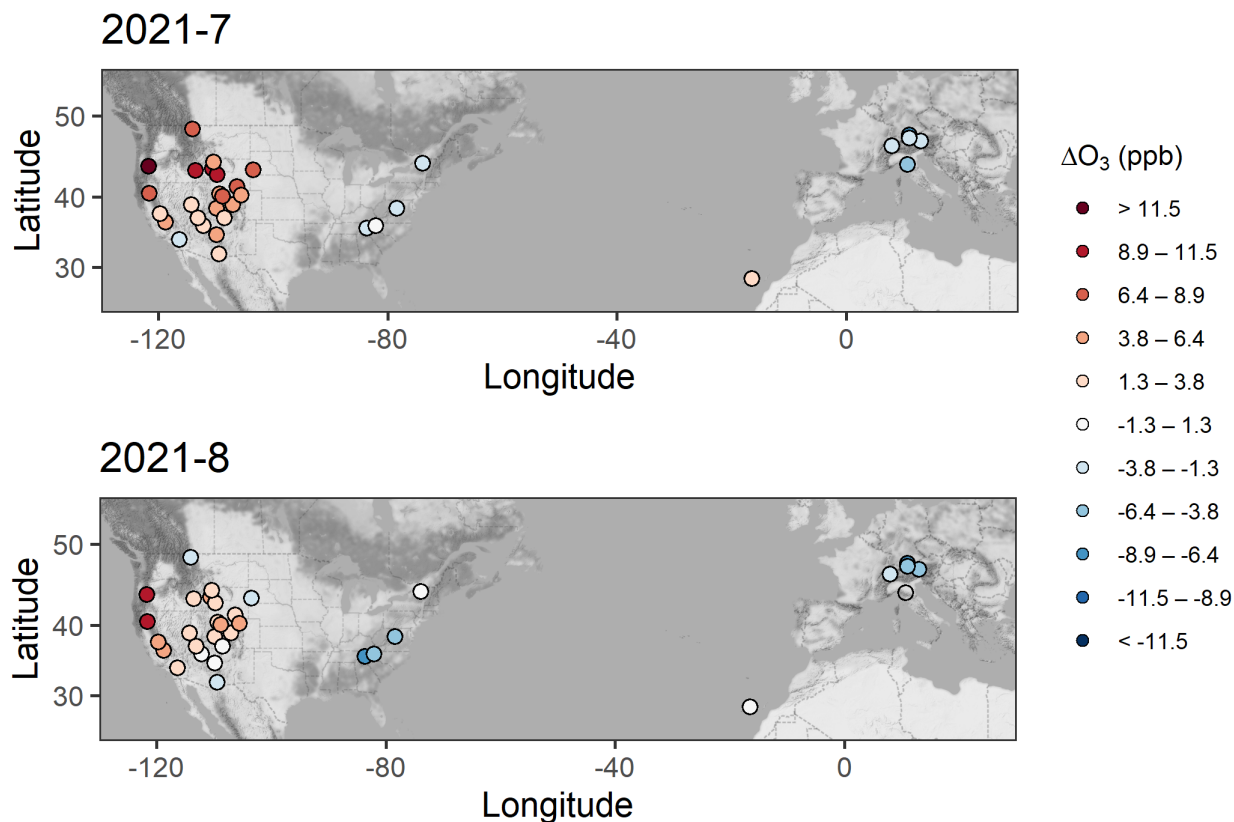 2021-7
50
40
30
Latitude
-120 -80 -40 0
Longitude
2021-8
50
40
30
Latitude
-120 -80 -40 0
Longitude
ΔO₃ (ppb)
> 11.5
8.9 – 11.5
6.4 – 8.9
3.8 – 6.4
1.3 – 3.8
-1.3 – 1.3
-3.8 – -1.3
-6.4 – -3.8
-8.9 – -6.4
-11.5 – -8.9
< -11.5